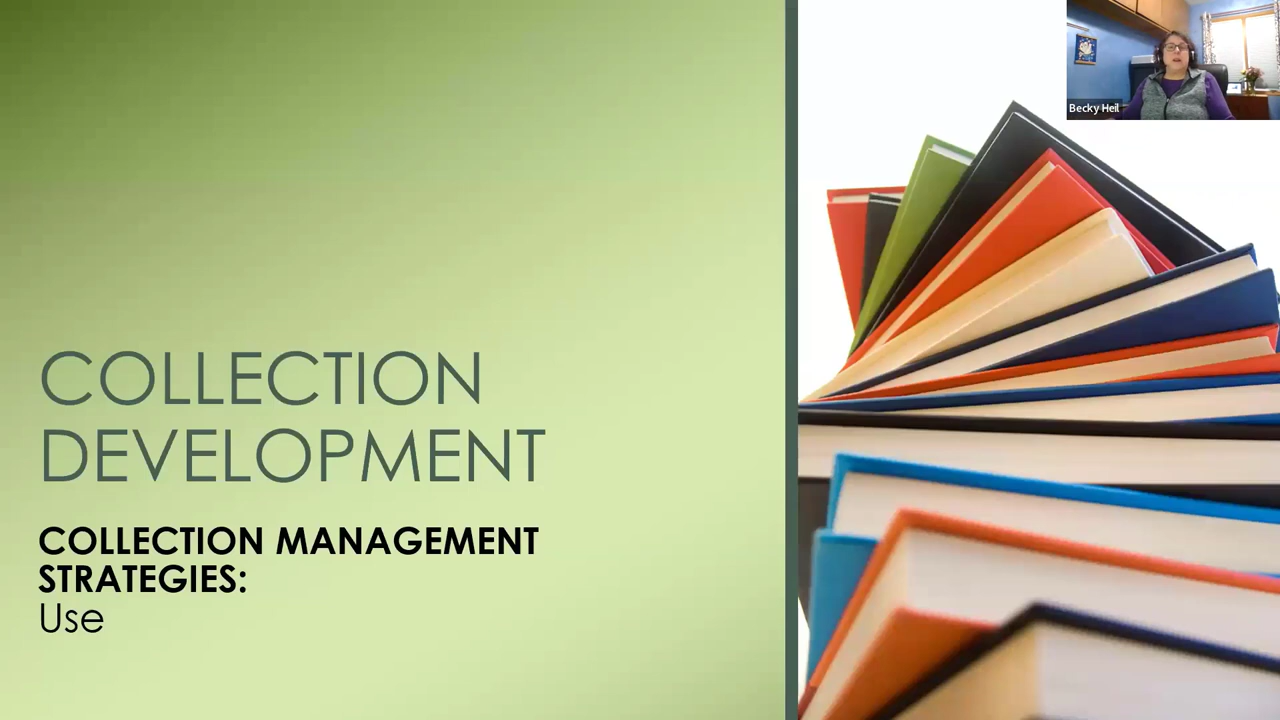 COLLECTION
DEVELOPMENT
COLLECTION MANAGEMENT
STRATEGIES:
Use
Becky Heil